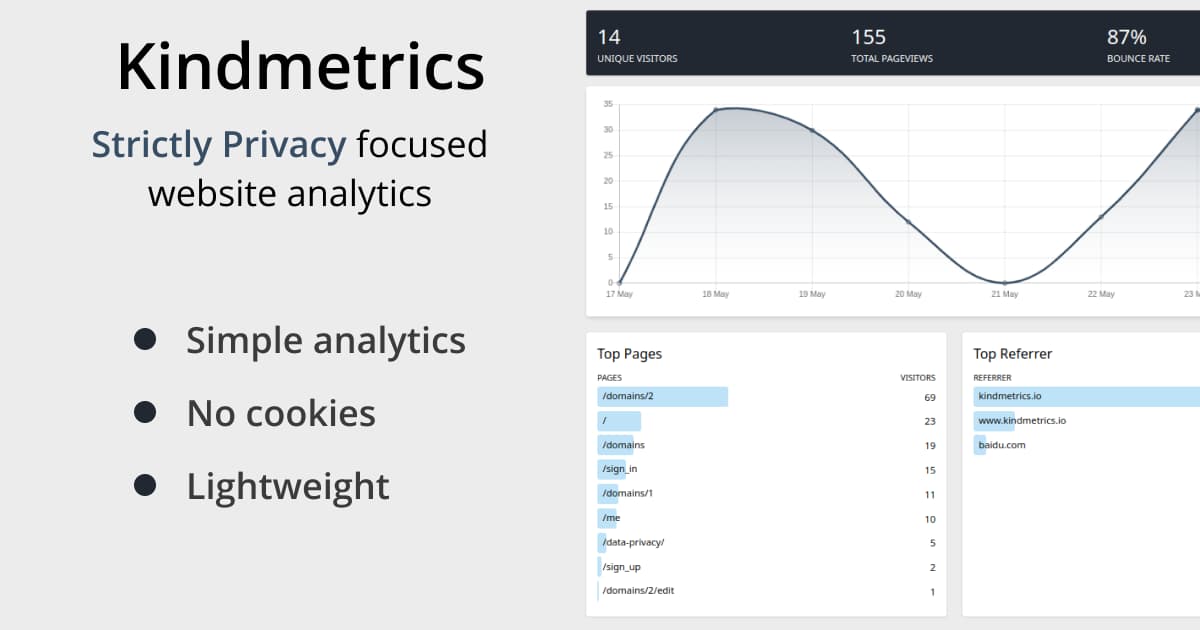 Kindmetrics
Strictly Privacy focused
website analytics
Simple analytics
No cookies
Lightweight
14
UNIQUE VISITORS
155
TOTAL PAGEVIEWS
87%
BOUNCE RATE
35
30
25
20
15
10
5
0
17 May
18 May
19 May
20 May
21 May
22 May
23
Top Pages
PAGES VISITORS
/domains/2 69
/ 23
/domains 19
/sign_in 15
/domains/1 11
/me 10
/data-privacy/ 5
/sign_up 2
/domains/2/edit 1
Top Referrer
REFERRER
kindmetrics.io
www.kindmetrics.io
baidu.com